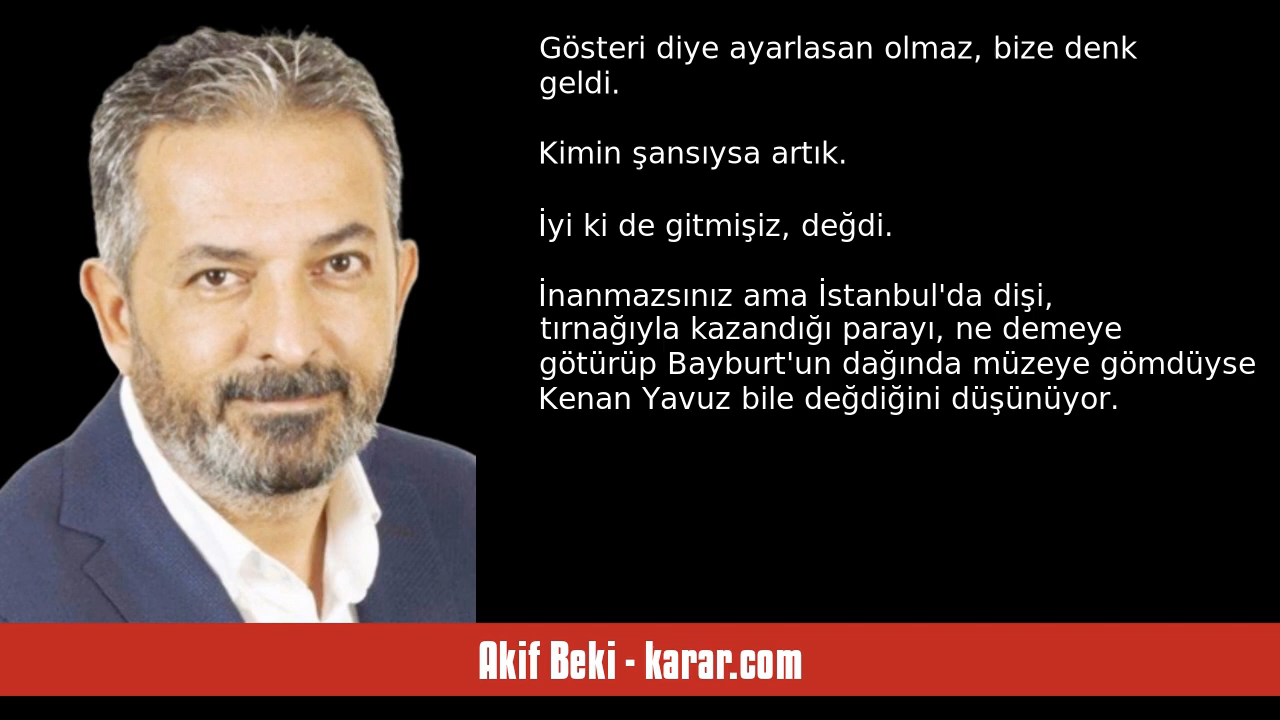 Gösteri diye ayarlasan olmaz, bize denk
geldi.
Kimin şansıysa artık.
İyi ki de gitmişiz, değdi.
İnanmazsınız ama İstanbul'da dişi,
tırnağıyla kazandığı parayı, ne demeye
götürüp Bayburt'un dağında müzeye gömdüyse
Kenan Yavuz bile değdiğini düşünüyor.
Akif Beki - karar.com